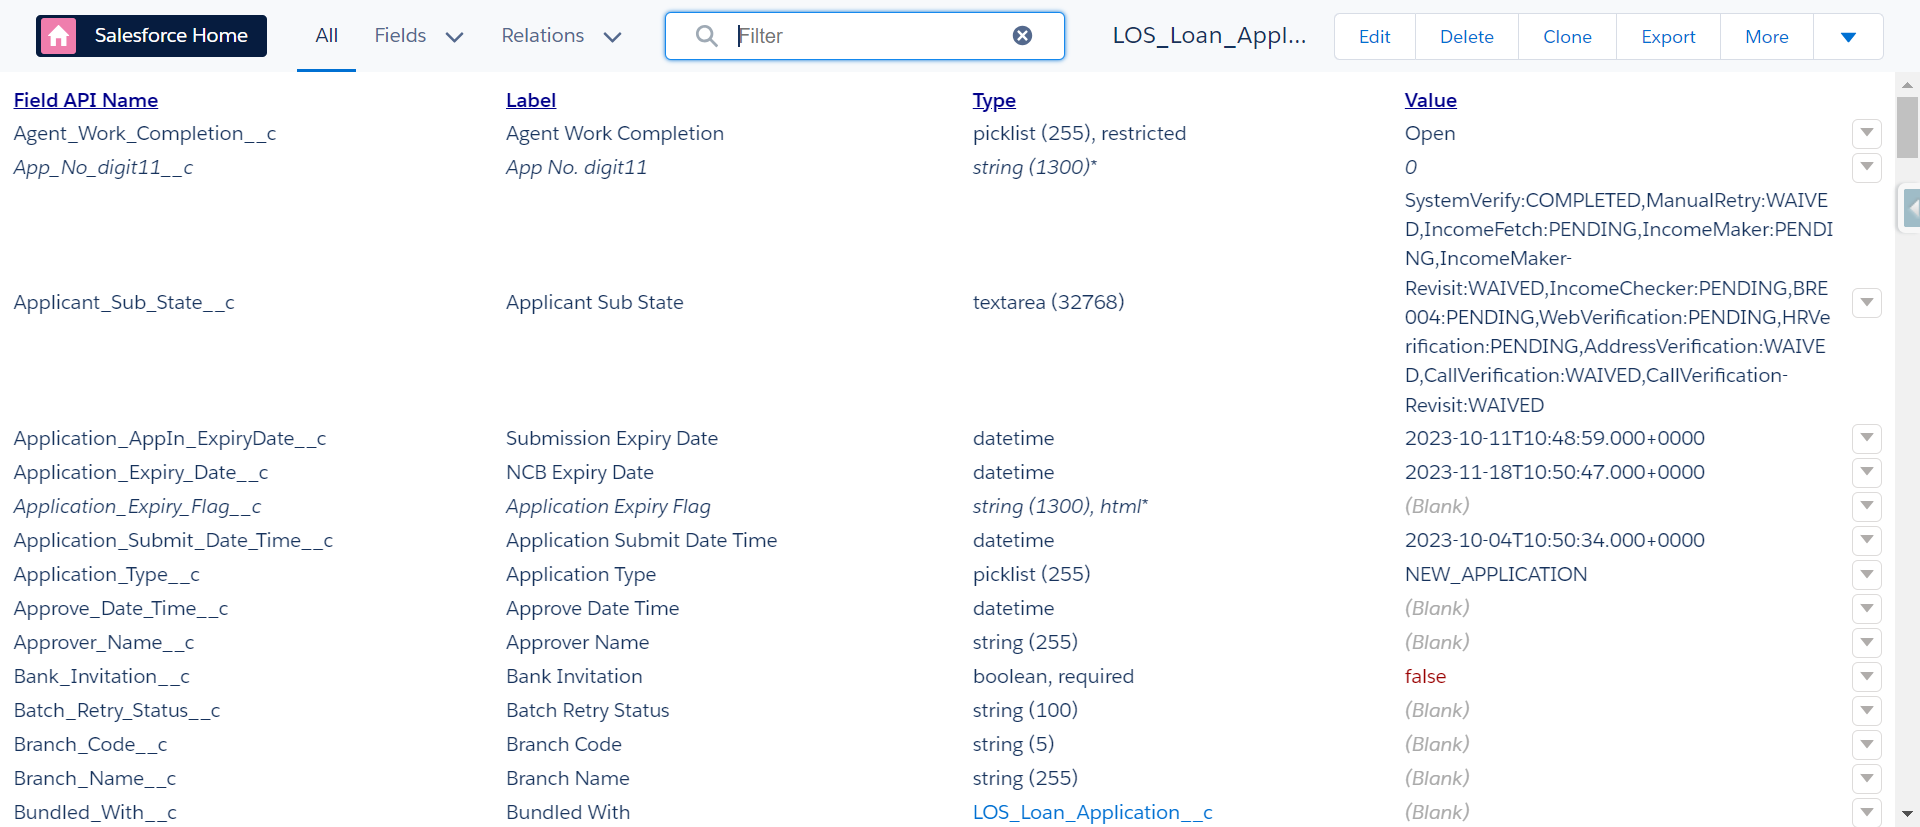 Salesforce Home All Fields Relations Filter LOS_Loan_Appl... Edit Delete Clone Export More
Field API Name Label Type Value
Agent_Work_Completion__c Agent Work Completion picklist (255), restricted Open
App_No_digit11__c App No. digit11 string (1300)* 0
Applicant_Sub_State__c Applicant Sub State textarea (32768)
SystemVerify:COMPLETED,ManualRetry:WAIVE
D,IncomeFetch:PENDING,IncomeMaker:PENDI
NG,IncomeMaker-
Revisit:WAIVED,IncomeChecker:PENDING,BRE
004:PENDING,WebVerification:PENDING,HRVe
rification:PENDING,AddressVerification:WAIVE
D,CallVerification:WAIVED,CallVerification-
Revisit:WAIVED
Application_AppIn_ExpiryDate__c Submission Expiry Date datetime 2023-10-11T10:48:59.000+0000
Application_Expiry_Date__c NCB Expiry Date datetime 2023-11-18T10:50:47.000+0000
Application_Expiry_Flag__c Application Expiry Flag string (1300), html* (Blank)
Application_Submit_Date_Time__c Application Submit Date Time datetime 2023-10-04T10:50:34.000+0000
Application_Type__c Application Type picklist (255) NEW_APPLICATION
Approve_Date_Time__c Approve Date Time datetime (Blank)
Approver_Name__c Approver Name string (255) (Blank)
Bank_Invitation__c Bank Invitation boolean, required false
Batch_Retry_Status__c Batch Retry Status string (100) (Blank)
Branch_Code__c Branch Code string (5) (Blank)
Branch_Name__c Branch Name string (255) (Blank)
Bundled_With__c Bundled With LOS_Loan_Application__c (Blank)